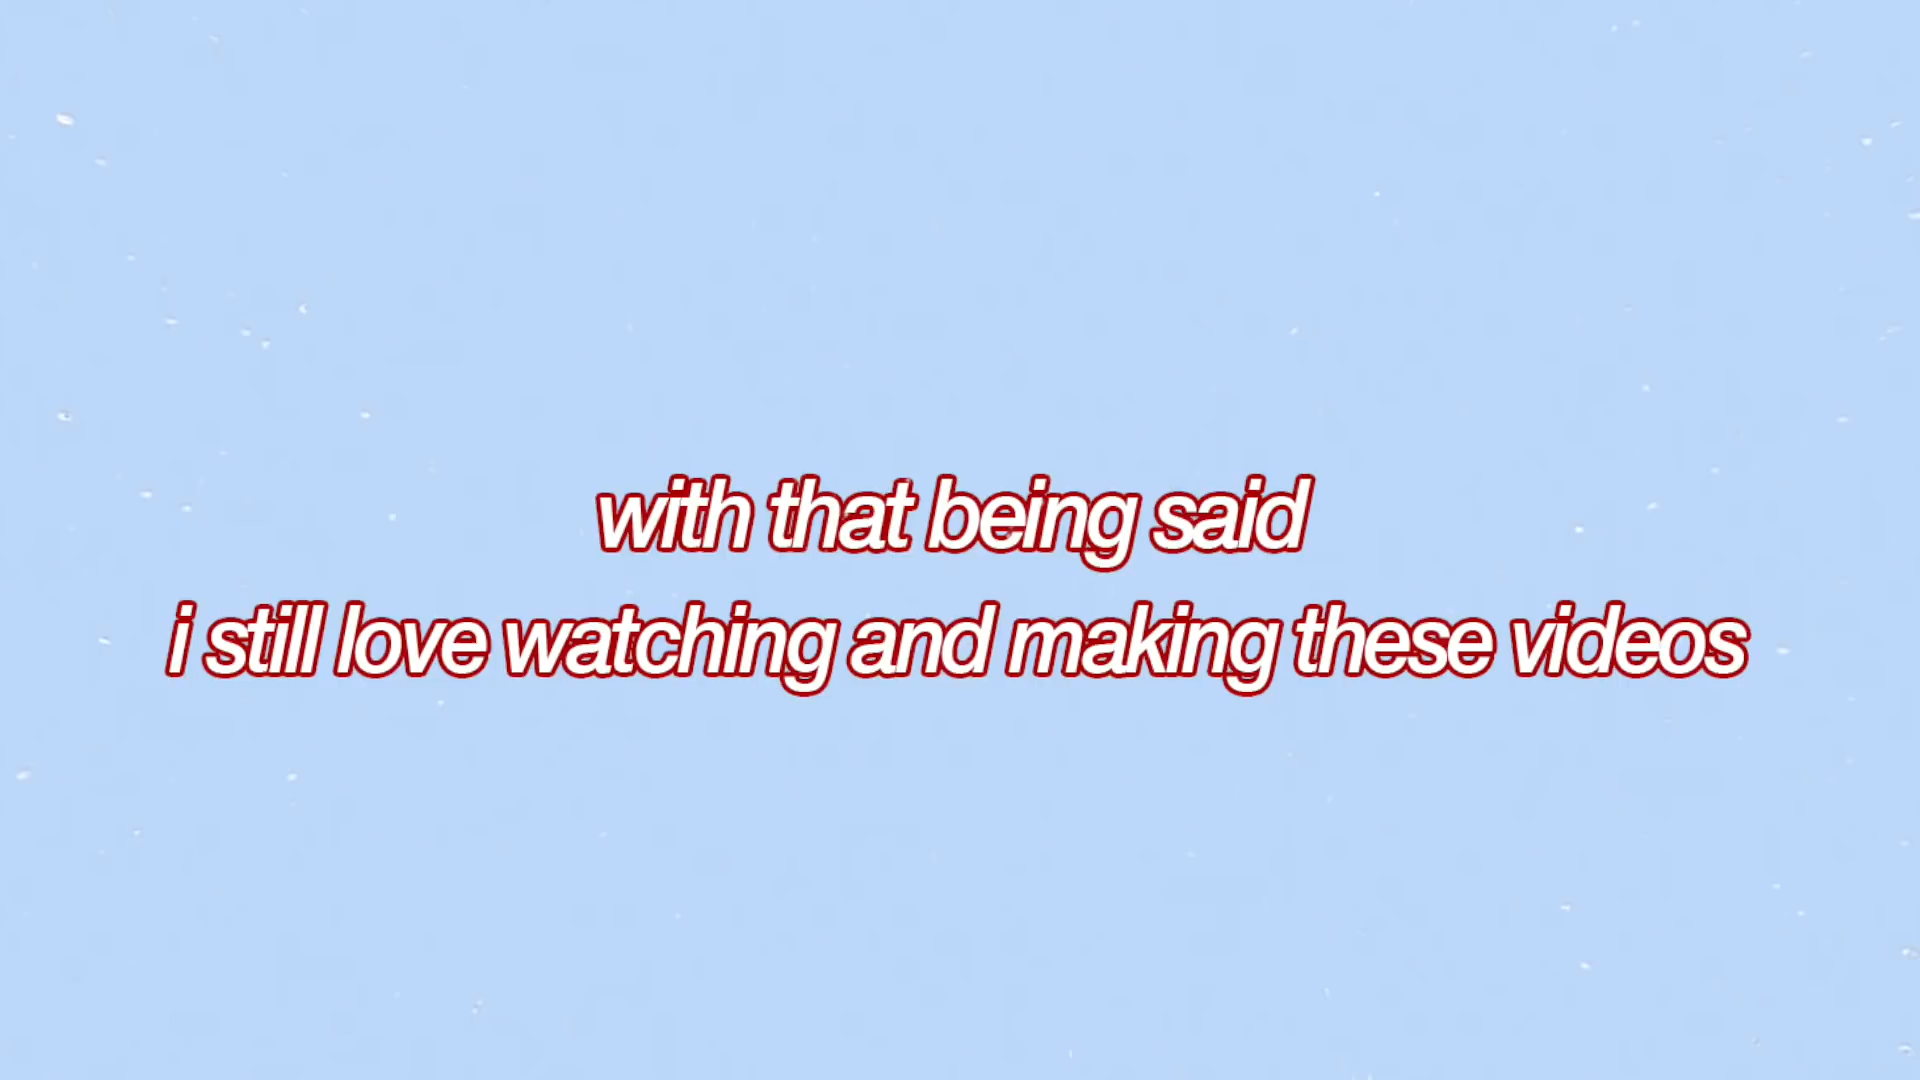 with that being said
i still love watching and making these videos